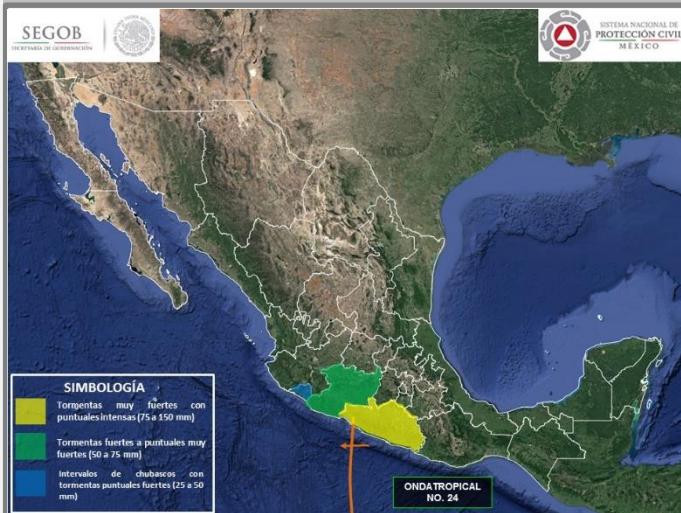 SEGOB
SECRETARÍA DE GOBERNACIÓN
SISTEMA NACIONAL DE
PROTECCIÓN CIVIL
MÉXICO
SIMBOLOGÍA
Tormentas muy fuertes con
puntuales intensas (75 a 150 mm)
Tormentas fuertes a puntuales muy
fuertes (50 a 75 mm)
Intervalos de chubascos con
tormentas puntuales fuertes (25 a 50
mm)
ONDATROPICAL
NO. 24